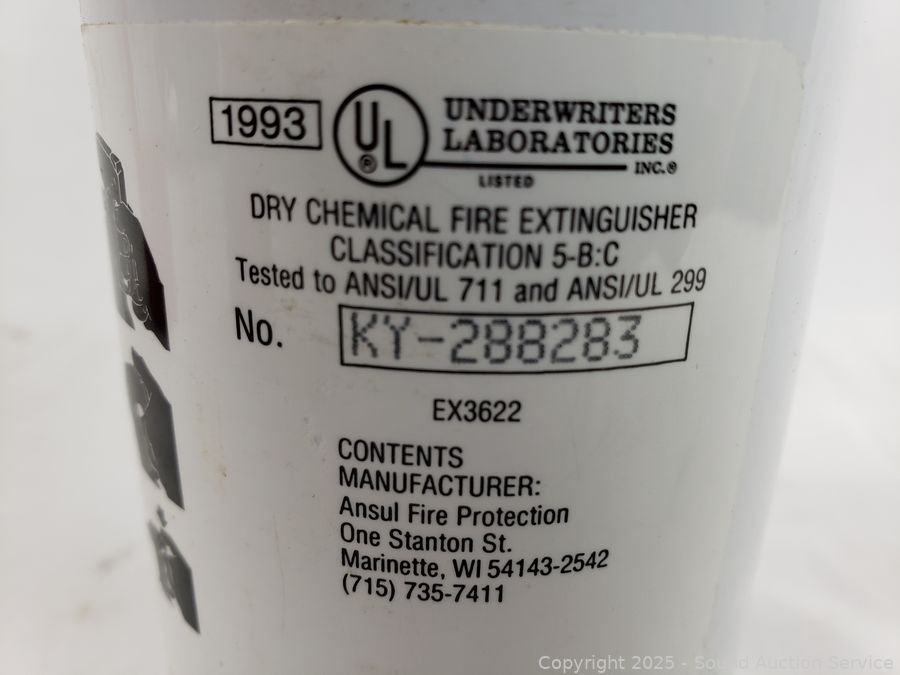 1993 UL® UNDERWRITERS
LABORATORIES
INC.®
LISTED
DRY CHEMICAL FIRE EXTINGUISHER
CLASSIFICATION 5-B:C
Tested to ANSI/UL 711 and ANSI/UL 299
No. KY-288283
EX3622
CONTENTS
MANUFACTURER:
Ansul Fire Protection
One Stanton St.
Marinette, WI 54143-2542
(715) 735-7411
Copyright 2025 - Sound Auction Service